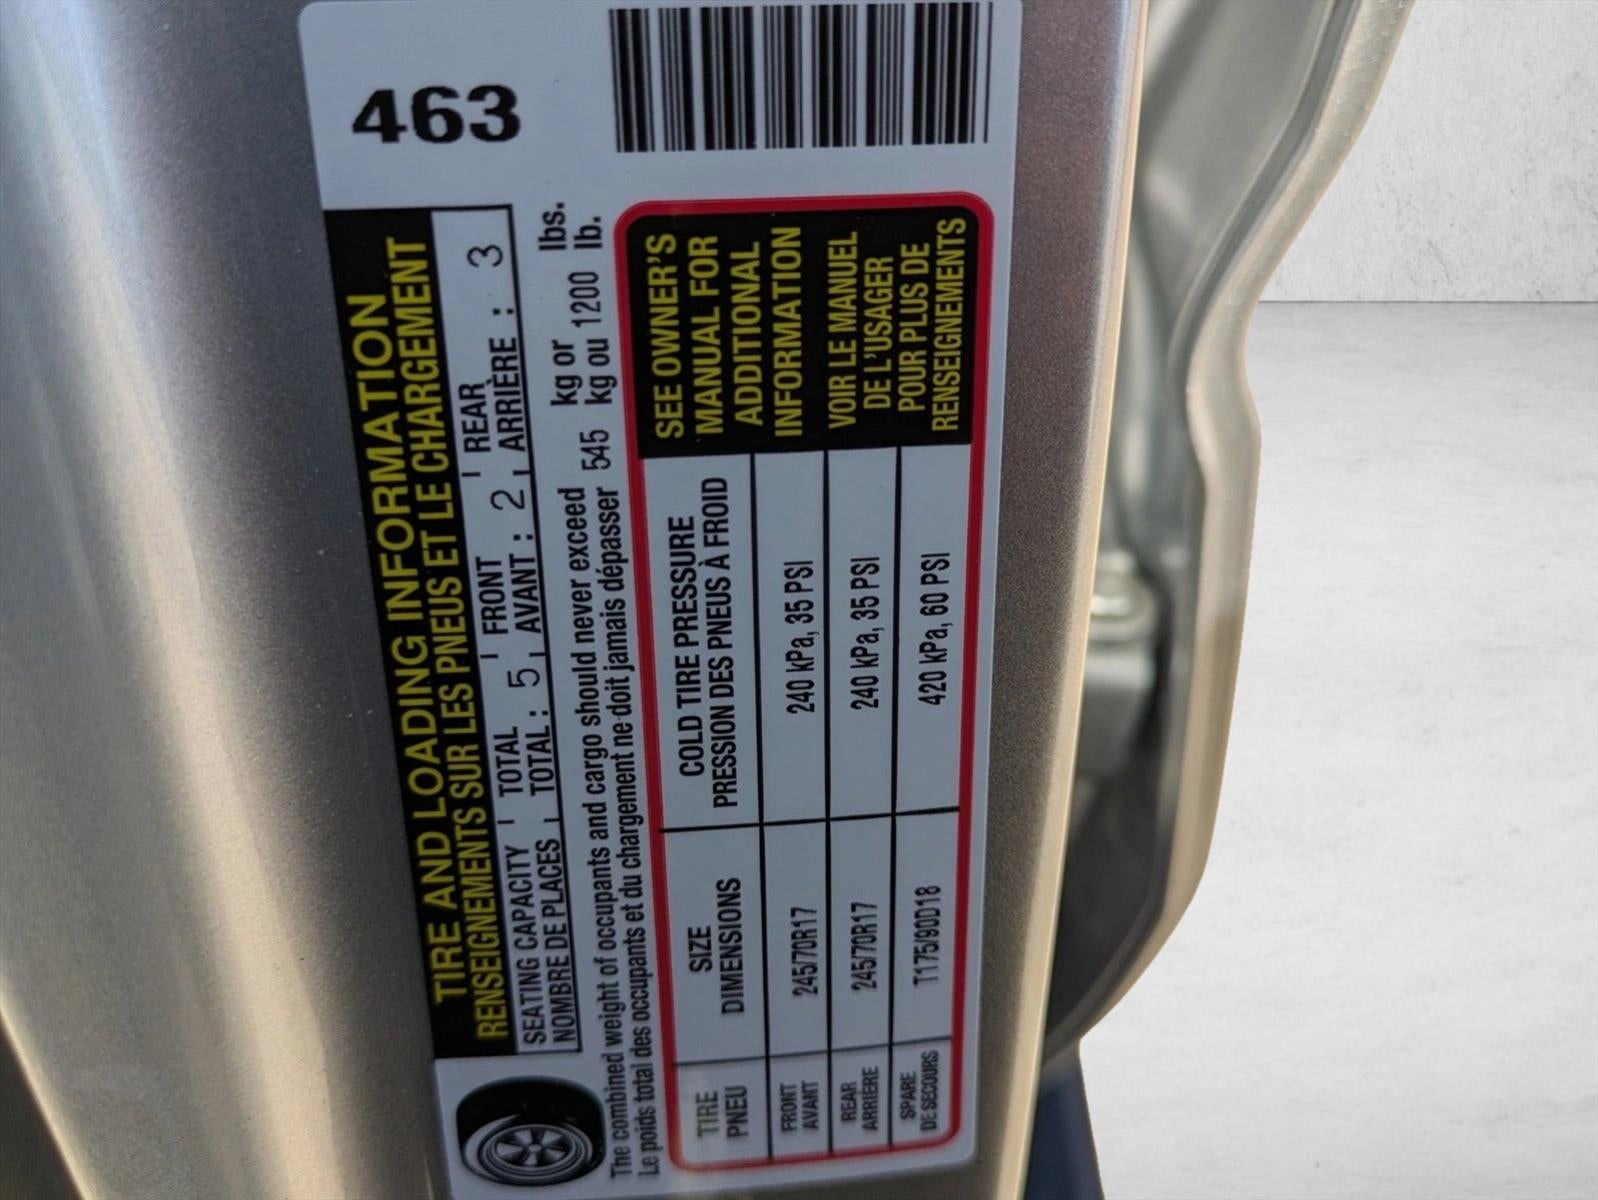 463
TIRE AND LOADING INFORMATION
RENSEIGNEMENTS SUR LES PNEUS ET LE CHARGEMENT
SEATING CAPACITY TOTAL FRONT REAR
NOMBRE DE PLACES TOTAL : 5 AVANT : 2 ARRIÈRE : 3
The combined weight of occupants and cargo should never exceed kg or lbs.
Le poids total des occupants et du chargement ne doit jamais dépasser 545 kg ou 1200 lb.
TIRE SIZE COLD TIRE PRESSURE
PNEU DIMENSIONS PRESSION DES PNEUS À FROID
FRONT
AVANT 245/70R17 240 kPa, 35 PSI
REAR
ARRIÈRE 245/70R17 240 kPa, 35 PSI
SPARE
DE SECOURS T175/90D18 420 kPa, 60 PSI
SEE OWNER'S
MANUAL FOR
ADDITIONAL
INFORMATION
VOIR LE MANUEL
DE L'USAGER
POUR PLUS DE
RENSEIGNEMENTS